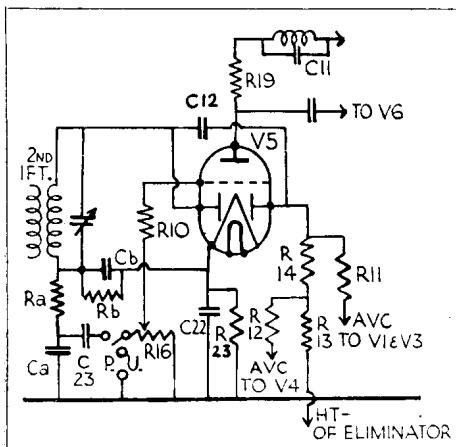 C11
R19
C12
TO V6
V5
2ND
IFT.
R10
Cb
R
14
R11
Ra
Rb
C22
R
12
R
13
AVC
TO V1&V3
C
23
R16
R
23
Ca
P.
U.
AVC
TO V4
HT-
OF ELIMINATOR